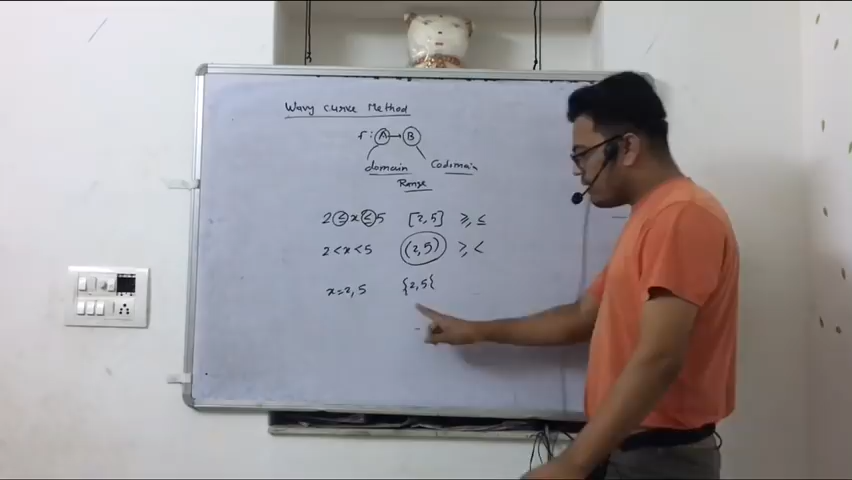 Wavy Curve Method
f: A → B
domain Codomain
Range
2 ≤ x ≤ 5 [2, 5] ≥, ≤
2 < x < 5 (2, 5) ≥, <
x = 2, 5 {2, 5{